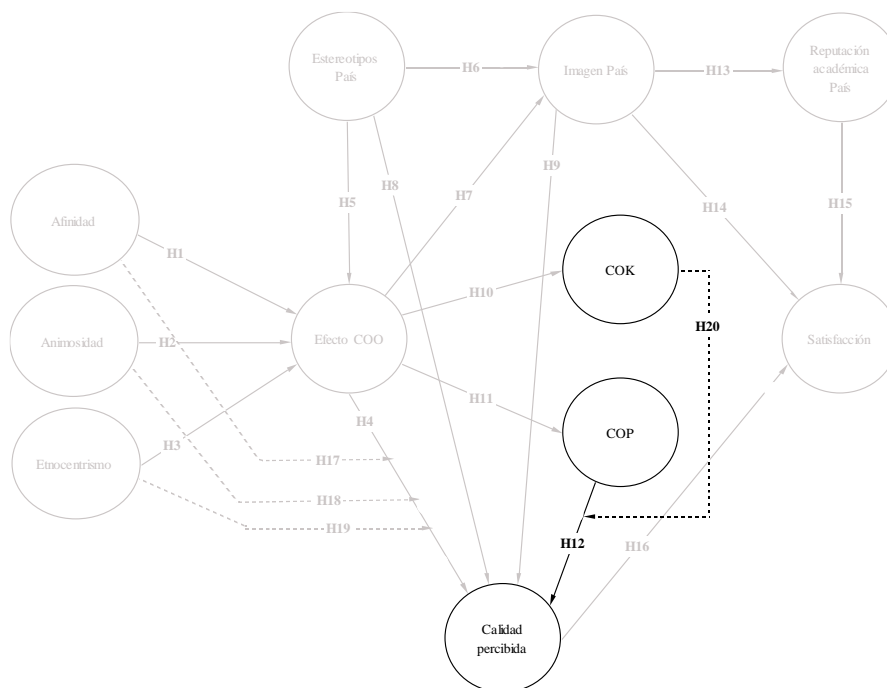 Estereotipos
País
H6
Imagen País
H13
Reputación
académica
País
H5
H8
H7
H9
H14
H15
Afinidad
H1
COK
H10
H20
Animosidad
H2
Efecto COO
Satisfacción
H11
H4
COP
Etnocentrismo
H3
H17
H18
H19
H12
H16
Calidad
percibida